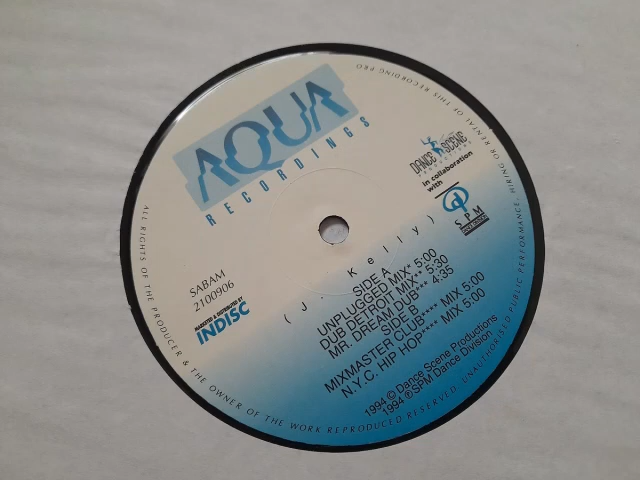 AQUA
RECORDINGS
DANCE SCENE
PRODUCTIONS
in collaboration
with
SPM
SABAM
2100906
MARKETED & DISTRIBUTED BY
INDISC
( J. Kelly )
SIDE A
UNPLUGGED MIX* 5:00
DUB DETROIT MIX** 5:30
MR. DREAM DUB*** 4:35
SIDE B
MIXMASTER CLUB**** MIX 5:00
N.Y.C. HIP HOP**** MIX 5:00
1994 © Dance Scene Productions
1994 ℗ SPM Dance Division
ALL RIGHTS OF THE PRODUCER & THE OWNER OF THE WORK REPRODUCED RESERVED. UNAUTHORISED PUBLIC PERFORMANCE, HIRING OR RENTAL OF THIS RECORDING PRO